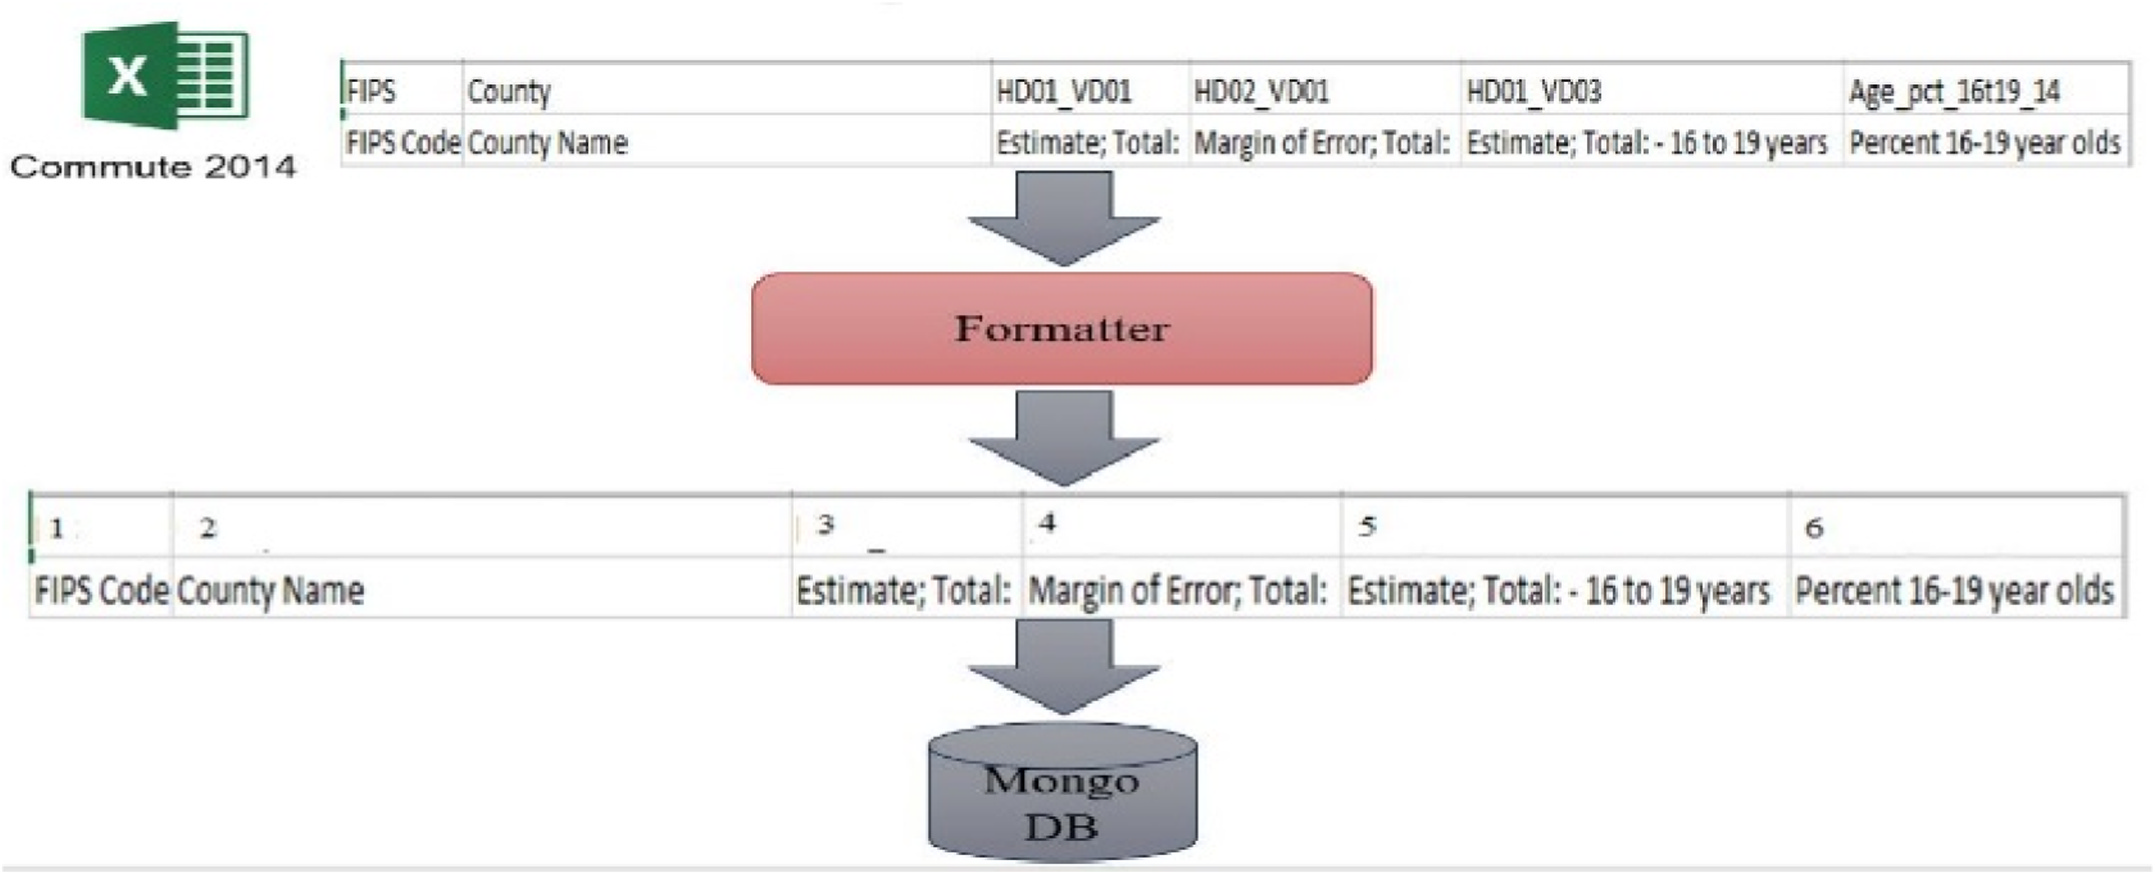 X
Commute 2014
FIPS County HD01_VD01 HD02_VD01 HD01_VD03 Age_pct_16t19_14
FIPS Code County Name Estimate; Total: Margin of Error; Total: Estimate; Total: - 16 to 19 years Percent 16-19 year olds
Formatter
1 2 3 4 5 6
FIPS Code County Name Estimate; Total: Margin of Error; Total: Estimate; Total: - 16 to 19 years Percent 16-19 year olds
Mongo
DB